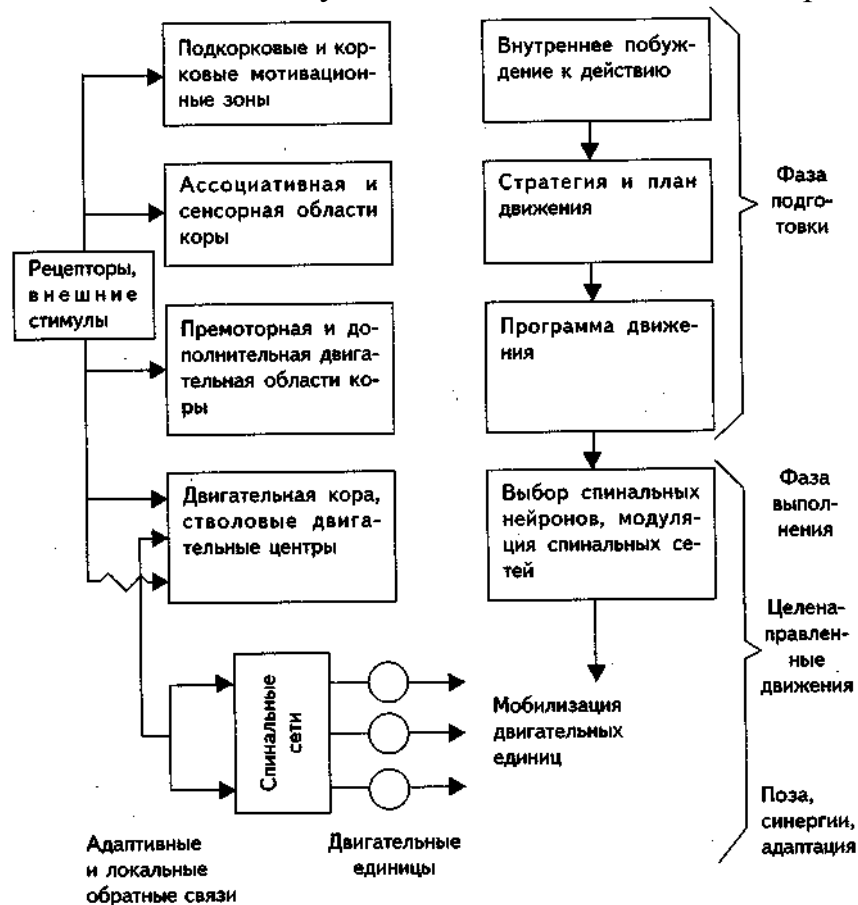 Подкорковые и кор-
ковые мотивацион-
ные зоны
Внутреннее побуж-
дение к действию
Ассоциативная и
сенсорная области
коры
Стратегия и план
движения
Фаза
подго-
товки
Рецепторы,
внешние
стимулы
Премоторная и до-
полнительная двига-
тельная области ко-
ры
Программа движе-
ния
Двигательная кора,
стволовые двига-
тельные центры
Выбор спинальных
нейронов, модуля-
ция спинальных се-
тей
Фаза
выпол-
нения
Целена-
правлен-
ные
движения
Спинальные
сети
Мобилизация
двигательных
единиц
Поза,
синергии,
адаптация
Адаптивные
и локальные
обратные связи
Двигательные
единицы